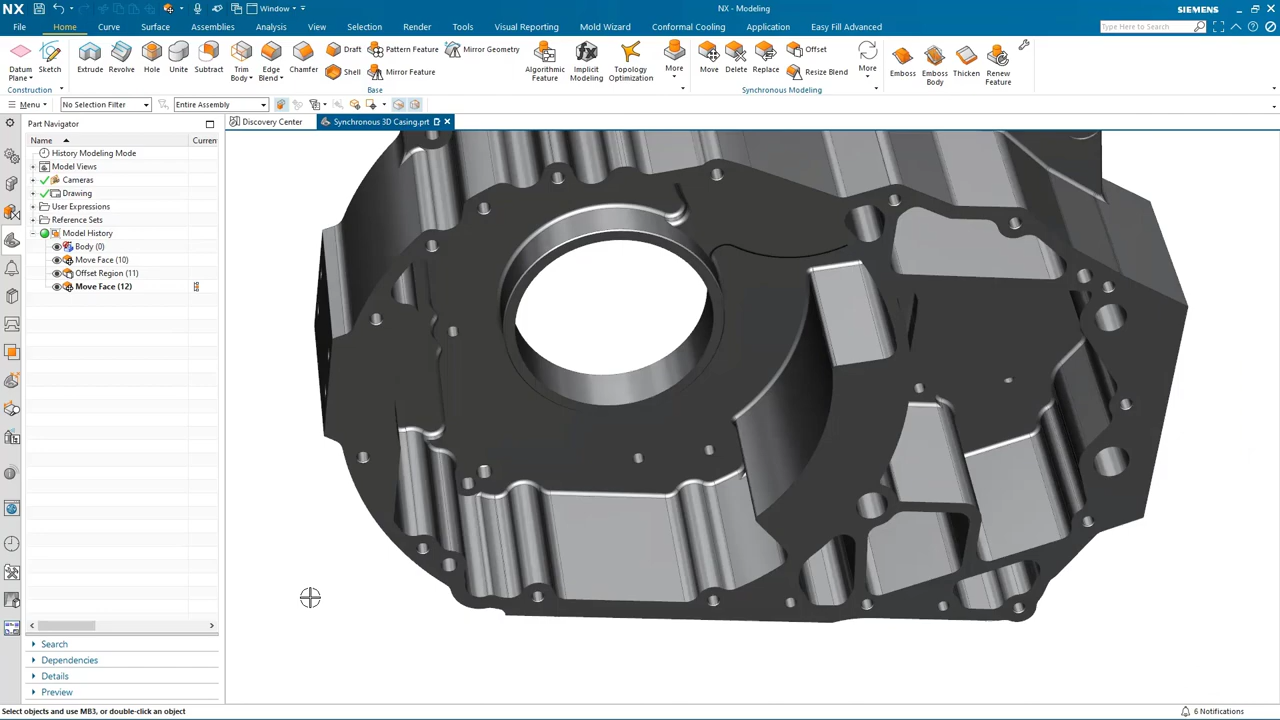 NX
Window
NX - Modeling
SIEMENS
File Home Curve Surface Assemblies Analysis View Selection Render Tools Visual Reporting Mold Wizard Conformal Cooling Application Easy Fill Advanced
Type Here to Search
Datum Plane
Sketch
Extrude
Revolve
Hole
Unite
Subtract
Trim Body
Edge Blend
Chamfer
Draft
Shell
Pattern Feature
Mirror Feature
Mirror Geometry
Algorithmic Feature
Implicit Modeling
Topology Optimization
More
Move
Delete
Replace
Offset
Resize Blend
More
Emboss
Emboss Body
Thicken
Renew Feature
Construction
Base
Synchronous Modeling
Menu
No Selection Filter
Entire Assembly
Part Navigator
Discovery Center
Synchronous 3D Casing.prt
Name
Curren
History Modeling Mode
Model Views
Cameras
Drawing
User Expressions
Reference Sets
Model History
Body (0)
Move Face (10)
Offset Region (11)
Move Face (12)
Search
Dependencies
Details
Preview
Select objects and use MB3, or double-click an object
6 Notifications